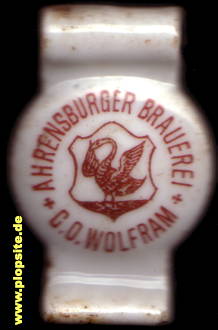 AHRENSBURGER BRAUEREI
+ C.O. WOLFRAM +
www.plopsite.de